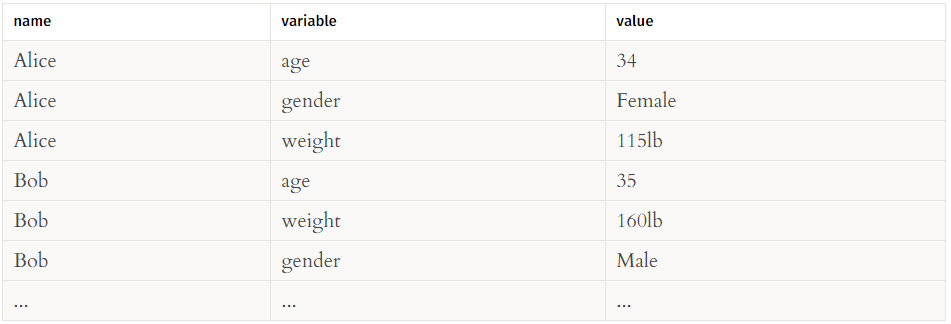 name variable value
Alice age 34
Alice gender Female
Alice weight 115lb
Bob age 35
Bob weight 160lb
Bob gender Male
... ... ...